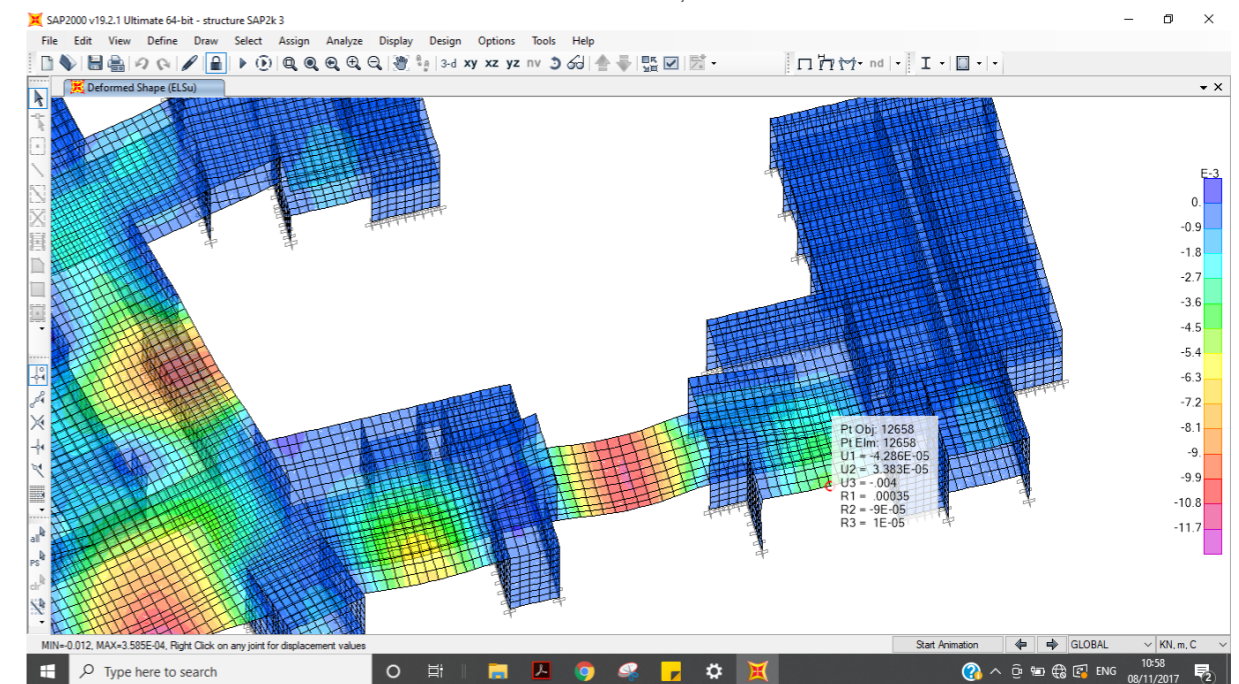 SAP2000 v19.2.1 Ultimate 64-bit - structure SAP2k 3
File Edit View Define Draw Select Assign Analyze Display Design Options Tools Help
3-d xy xz yz nv nd
Deformed Shape (ELSu)
E-3
0.
-0.9
-1.8
-2.7
-3.6
-4.5
-5.4
-6.3
-7.2
-8.1
-9.
-9.9
-10.8
-11.7
Pt Obj: 12658
Pt Elm: 12658
U1 = -4.286E-05
U2 = 3.383E-05
U3 = -.004
R1 = .00035
R2 = -9E-05
R3 = 1E-05
all
PS
clr
MIN=-0.012, MAX=3.585E-04, Right Click on any joint for displacement values
Start Animation
GLOBAL
KN, m, C
Type here to search
ENG
10:58
08/11/2017
2